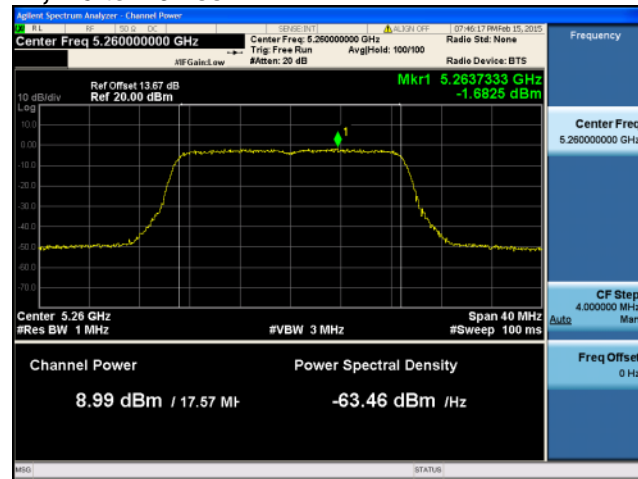 Agilent Spectrum Analyzer - Channel Power
RL RF 50 Ω DC SENSE:INT ALIGN OFF 07:46:17 PM Feb 15, 2015
Center Freq 5.260000000 GHz
Center Freq: 5.260000000 GHz
Radio Std: None
Trig: Free Run Avg|Hold: 100/100
#IFGain:Low #Atten: 20 dB Radio Device: BTS
Frequency
Mkr1 5.2637333 GHz
-1.6825 dBm
Ref Offset 13.67 dB
10 dB/div Ref 20.00 dBm
Log
10.0
0.00
-10.0
-20.0
-30.0
-40.0
-50.0
-60.0
-70.0
1
Center Freq
5.260000000 GHz
Center 5.26 GHz Span 40 MHz
#Res BW 1 MHz #VBW 3 MHz #Sweep 100 ms
CF Step
4.000000 MHz
Auto Man
Channel Power Power Spectral Density
8.99 dBm / 17.57 MH -63.46 dBm /Hz
Freq Offset
0 Hz
MSG STATUS